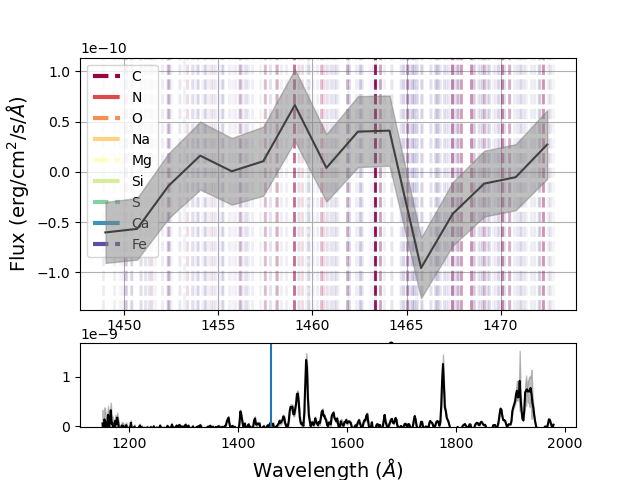 1e−10
1.0
0.5
0.0
−0.5
−1.0
Flux (erg/cm²/s/Å)
C
N
O
Na
Mg
Si
S
Ca
Fe
1450 1455 1460 1465 1470
1e−9
1
0
1200 1400 1600 1800 2000
Wavelength (Å)